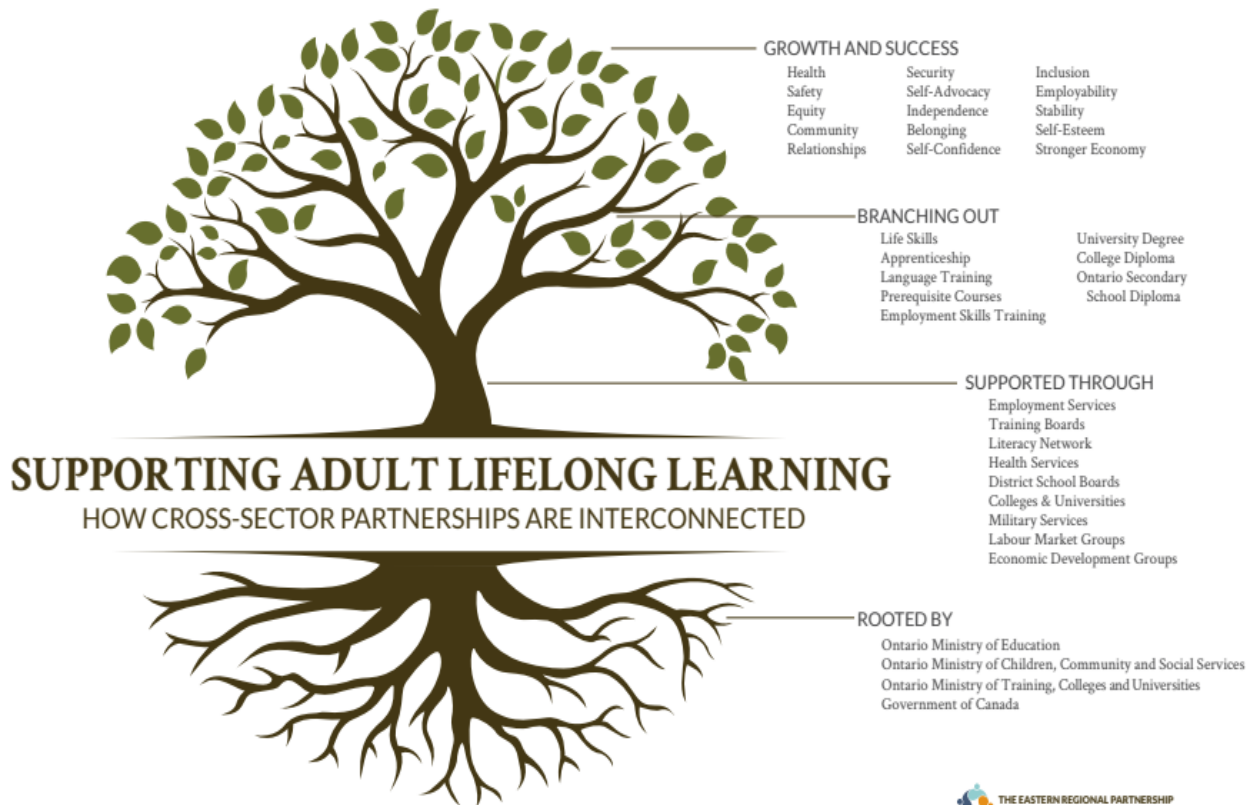 GROWTH AND SUCCESS
Health
Safety
Equity
Community
Relationships
Security
Self-Advocacy
Independence
Belonging
Self-Confidence
Inclusion
Employability
Stability
Self-Esteem
Stronger Economy
BRANCHING OUT
Life Skills
Apprenticeship
Language Training
Prerequisite Courses
Employment Skills Training
University Degree
College Diploma
Ontario Secondary
School Diploma
SUPPORTED THROUGH
Employment Services
Training Boards
Literacy Network
Health Services
District School Boards
Colleges & Universities
Military Services
Labour Market Groups
Economic Development Groups
SUPPORTING ADULT LIFELONG LEARNING
HOW CROSS-SECTOR PARTNERSHIPS ARE INTERCONNECTED
ROOTED BY
Ontario Ministry of Education
Ontario Ministry of Children, Community and Social Services
Ontario Ministry of Training, Colleges and Universities
Government of Canada
THE EASTERN REGIONAL PARTNERSHIP